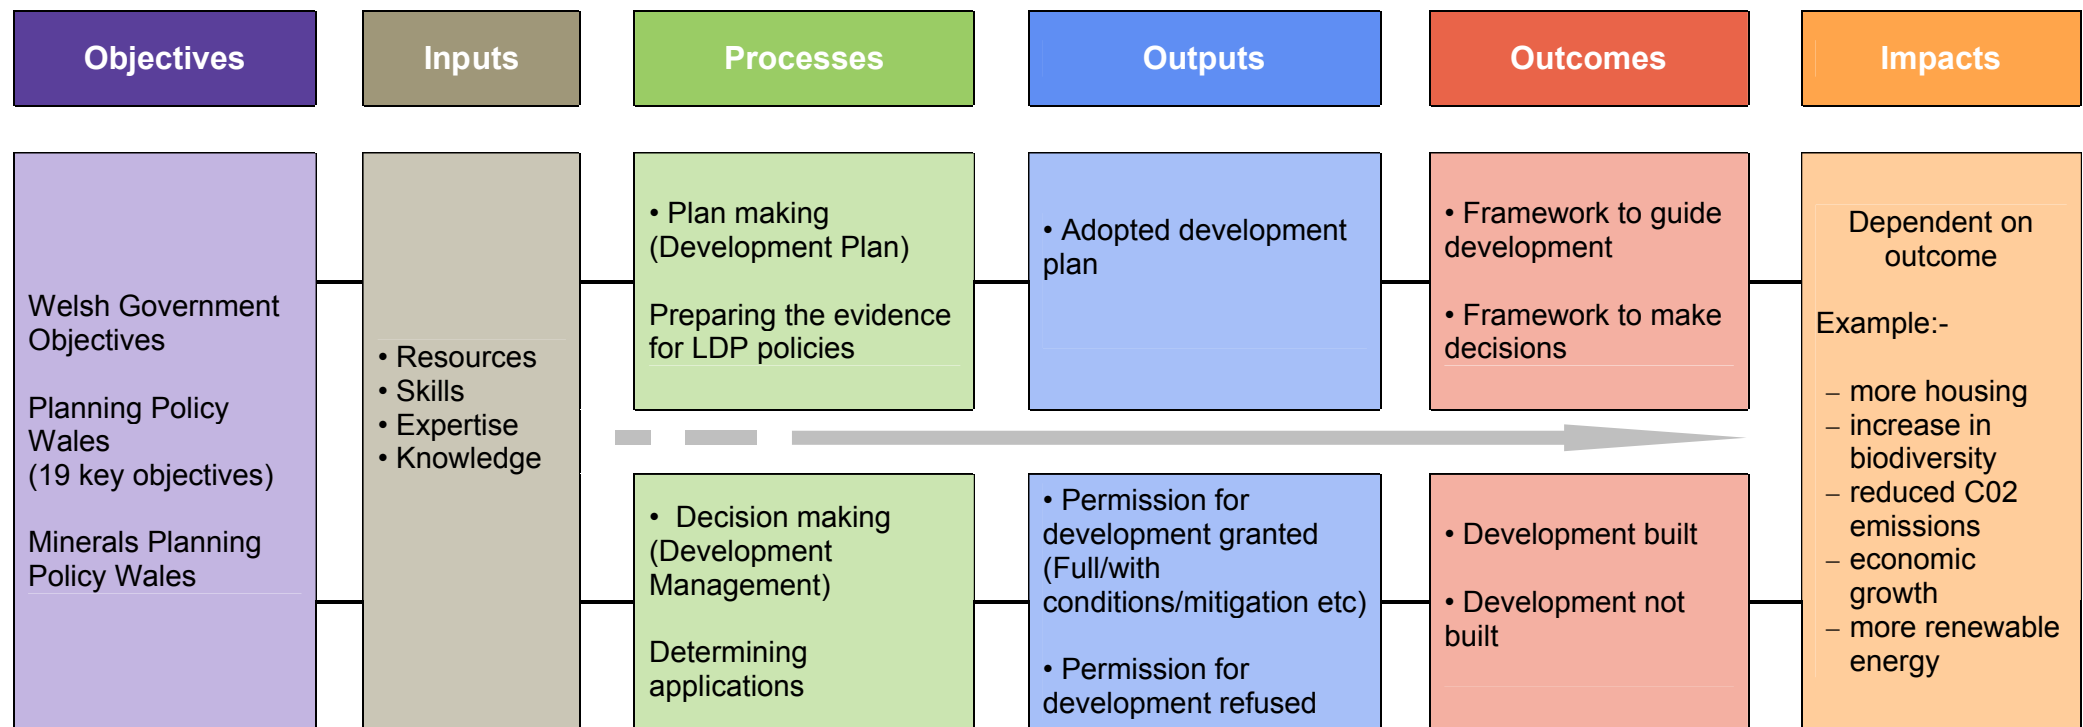 Objectives
Inputs
Processes
Outputs
Outcomes
Impacts
Welsh Government
Objectives
Planning Policy
Wales
(19 key objectives)
Minerals Planning
Policy Wales
• Resources
• Skills
• Expertise
• Knowledge
• Plan making
(Development Plan)
Preparing the evidence
for LDP policies
• Decision making
(Development
Management)
Determining
applications
• Adopted development
plan
• Permission for
development granted
(Full/with
conditions/mitigation etc)
• Permission for
development refused
• Framework to guide
development
• Framework to make
decisions
• Development built
• Development not
built
Dependent on
outcome
Example:-
– more housing
– increase in
biodiversity
– reduced C02
emissions
– economic
growth
– more renewable
energy